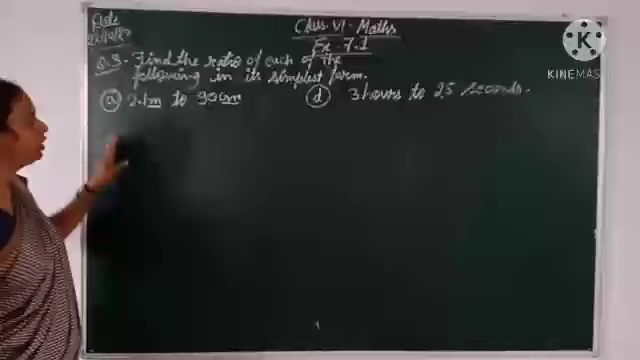 Date
Class VI - Maths
Ex - 7.1
Q.3 - Find the ratio of each of the
following in its simplest form.
(a) 2.1m to 90cm
(d) 3 hours to 25 seconds.
K
KINEMASTER